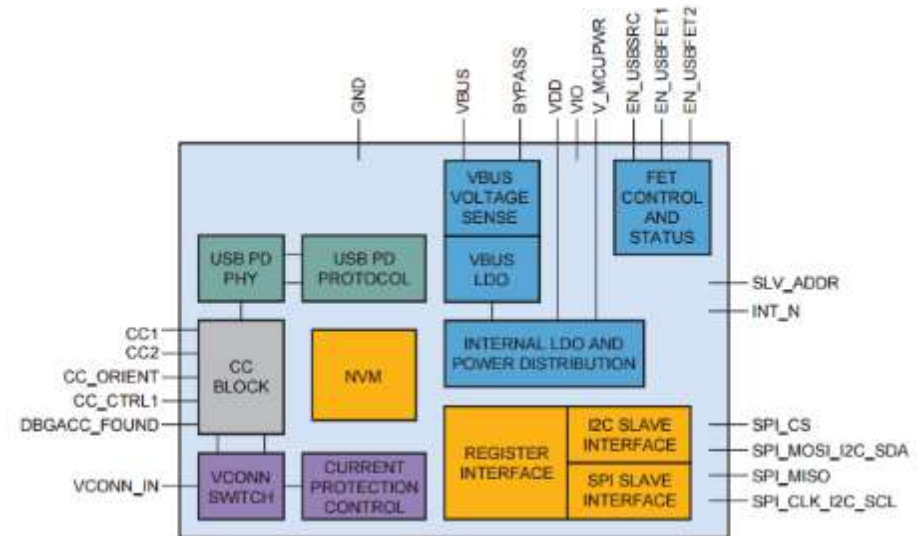 GND
VBUS
BYPASS
VDD
VIO
V_MCUPWR
EN_USBSRC
EN_USBFET1
EN_USBFET2
VBUS
VOLTAGE
SENSE
FET
CONTROL
AND
STATUS
USB PD
PHY
USB PD
PROTOCOL
VBUS
LDO
SLV_ADDR
INT_N
CC1
CC2
CC_ORIENT
CC_CTRL1
DBGACC_FOUND
CC
BLOCK
NVM
INTERNAL LDO AND
POWER DISTRIBUTION
REGISTER
INTERFACE
I2C SLAVE
INTERFACE
SPI SLAVE
INTERFACE
SPI_CS
SPI_MOSI_I2C_SDA
SPI_MISO
SPI_CLK_I2C_SCL
VCONN_IN
VCONN
SWITCH
CURRENT
PROTECTION
CONTROL